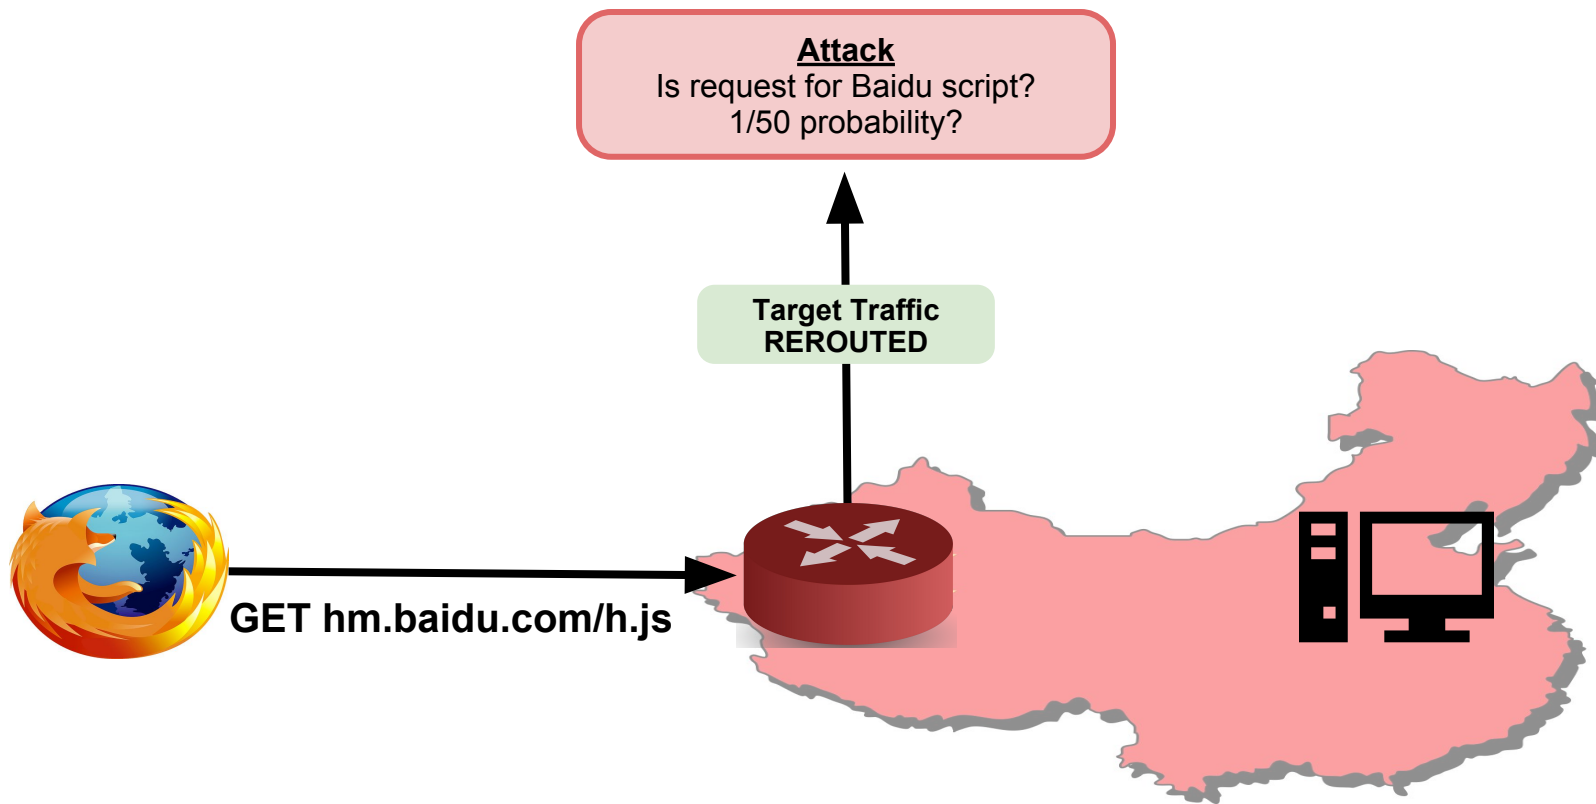 Attack
Is request for Baidu script?
1/50 probability?
Target Traffic
REROUTED
GET hm.baidu.com/h.js